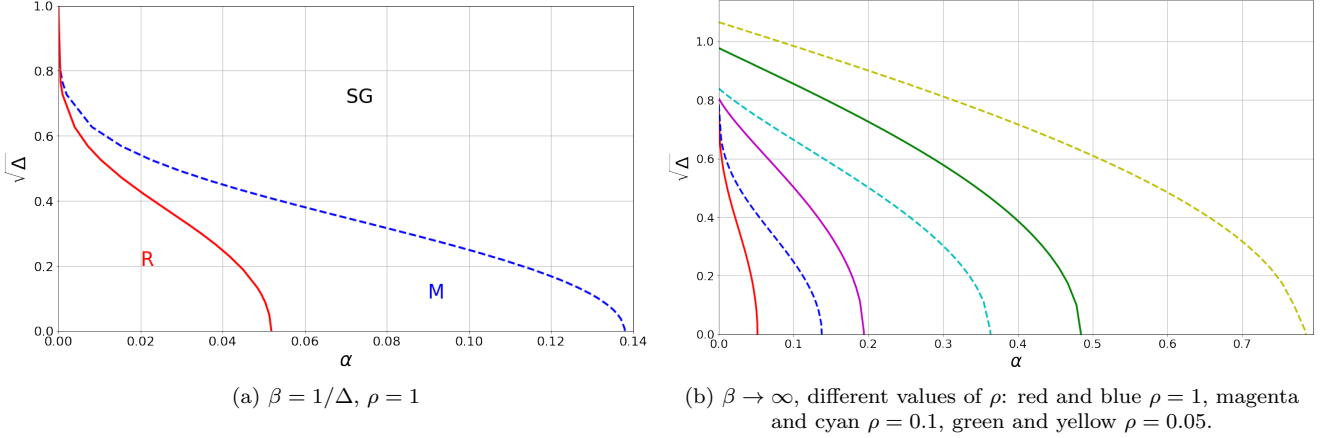 1.0
0.8
0.6
0.4
0.2
0.0
√Δ
SG
R
M
0.00 0.02 0.04 0.06 0.08 0.10 0.12 0.14
α
(a) β = 1/Δ, ρ = 1
1.0
0.8
0.6
0.4
0.2
0.0
√Δ
0.0 0.1 0.2 0.3 0.4 0.5 0.6 0.7
α
(b) β → ∞, different values of ρ: red and blue ρ = 1, magenta
and cyan ρ = 0.1, green and yellow ρ = 0.05.